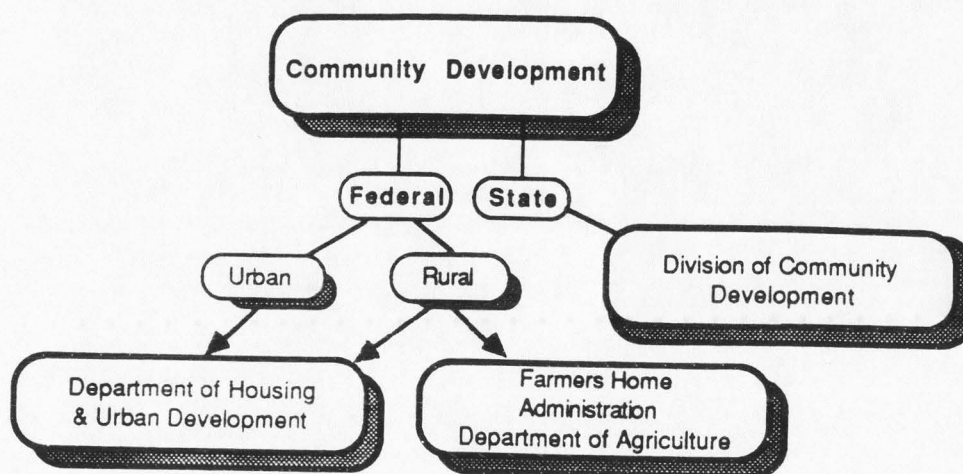 Community Development
Federal
State
Urban
Rural
Division of Community
Development
Department of Housing
& Urban Development
Farmers Home
Administration
Department of Agriculture